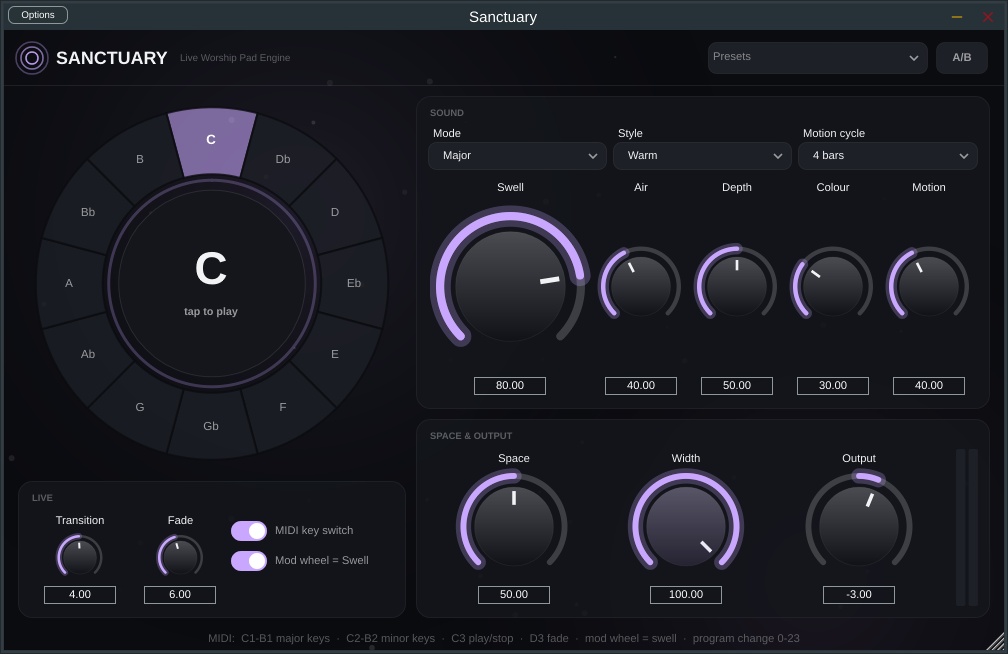 Options
Sanctuary
SANCTUARY
Live Worship Pad Engine
Presets
A/B
C
B
Db
Bb
D
A
Eb
Ab
E
G
F
Gb
C
tap to play
SOUND
Mode
Style
Motion cycle
Major
Warm
4 bars
Swell
Air
Depth
Colour
Motion
80.00
40.00
50.00
30.00
40.00
LIVE
Transition
Fade
MIDI key switch
Mod wheel = Swell
4.00
6.00
SPACE & OUTPUT
Space
Width
Output
50.00
100.00
-3.00
MIDI: C1-B1 major keys · C2-B2 minor keys · C3 play/stop · D3 fade · mod wheel = swell · program change 0-23